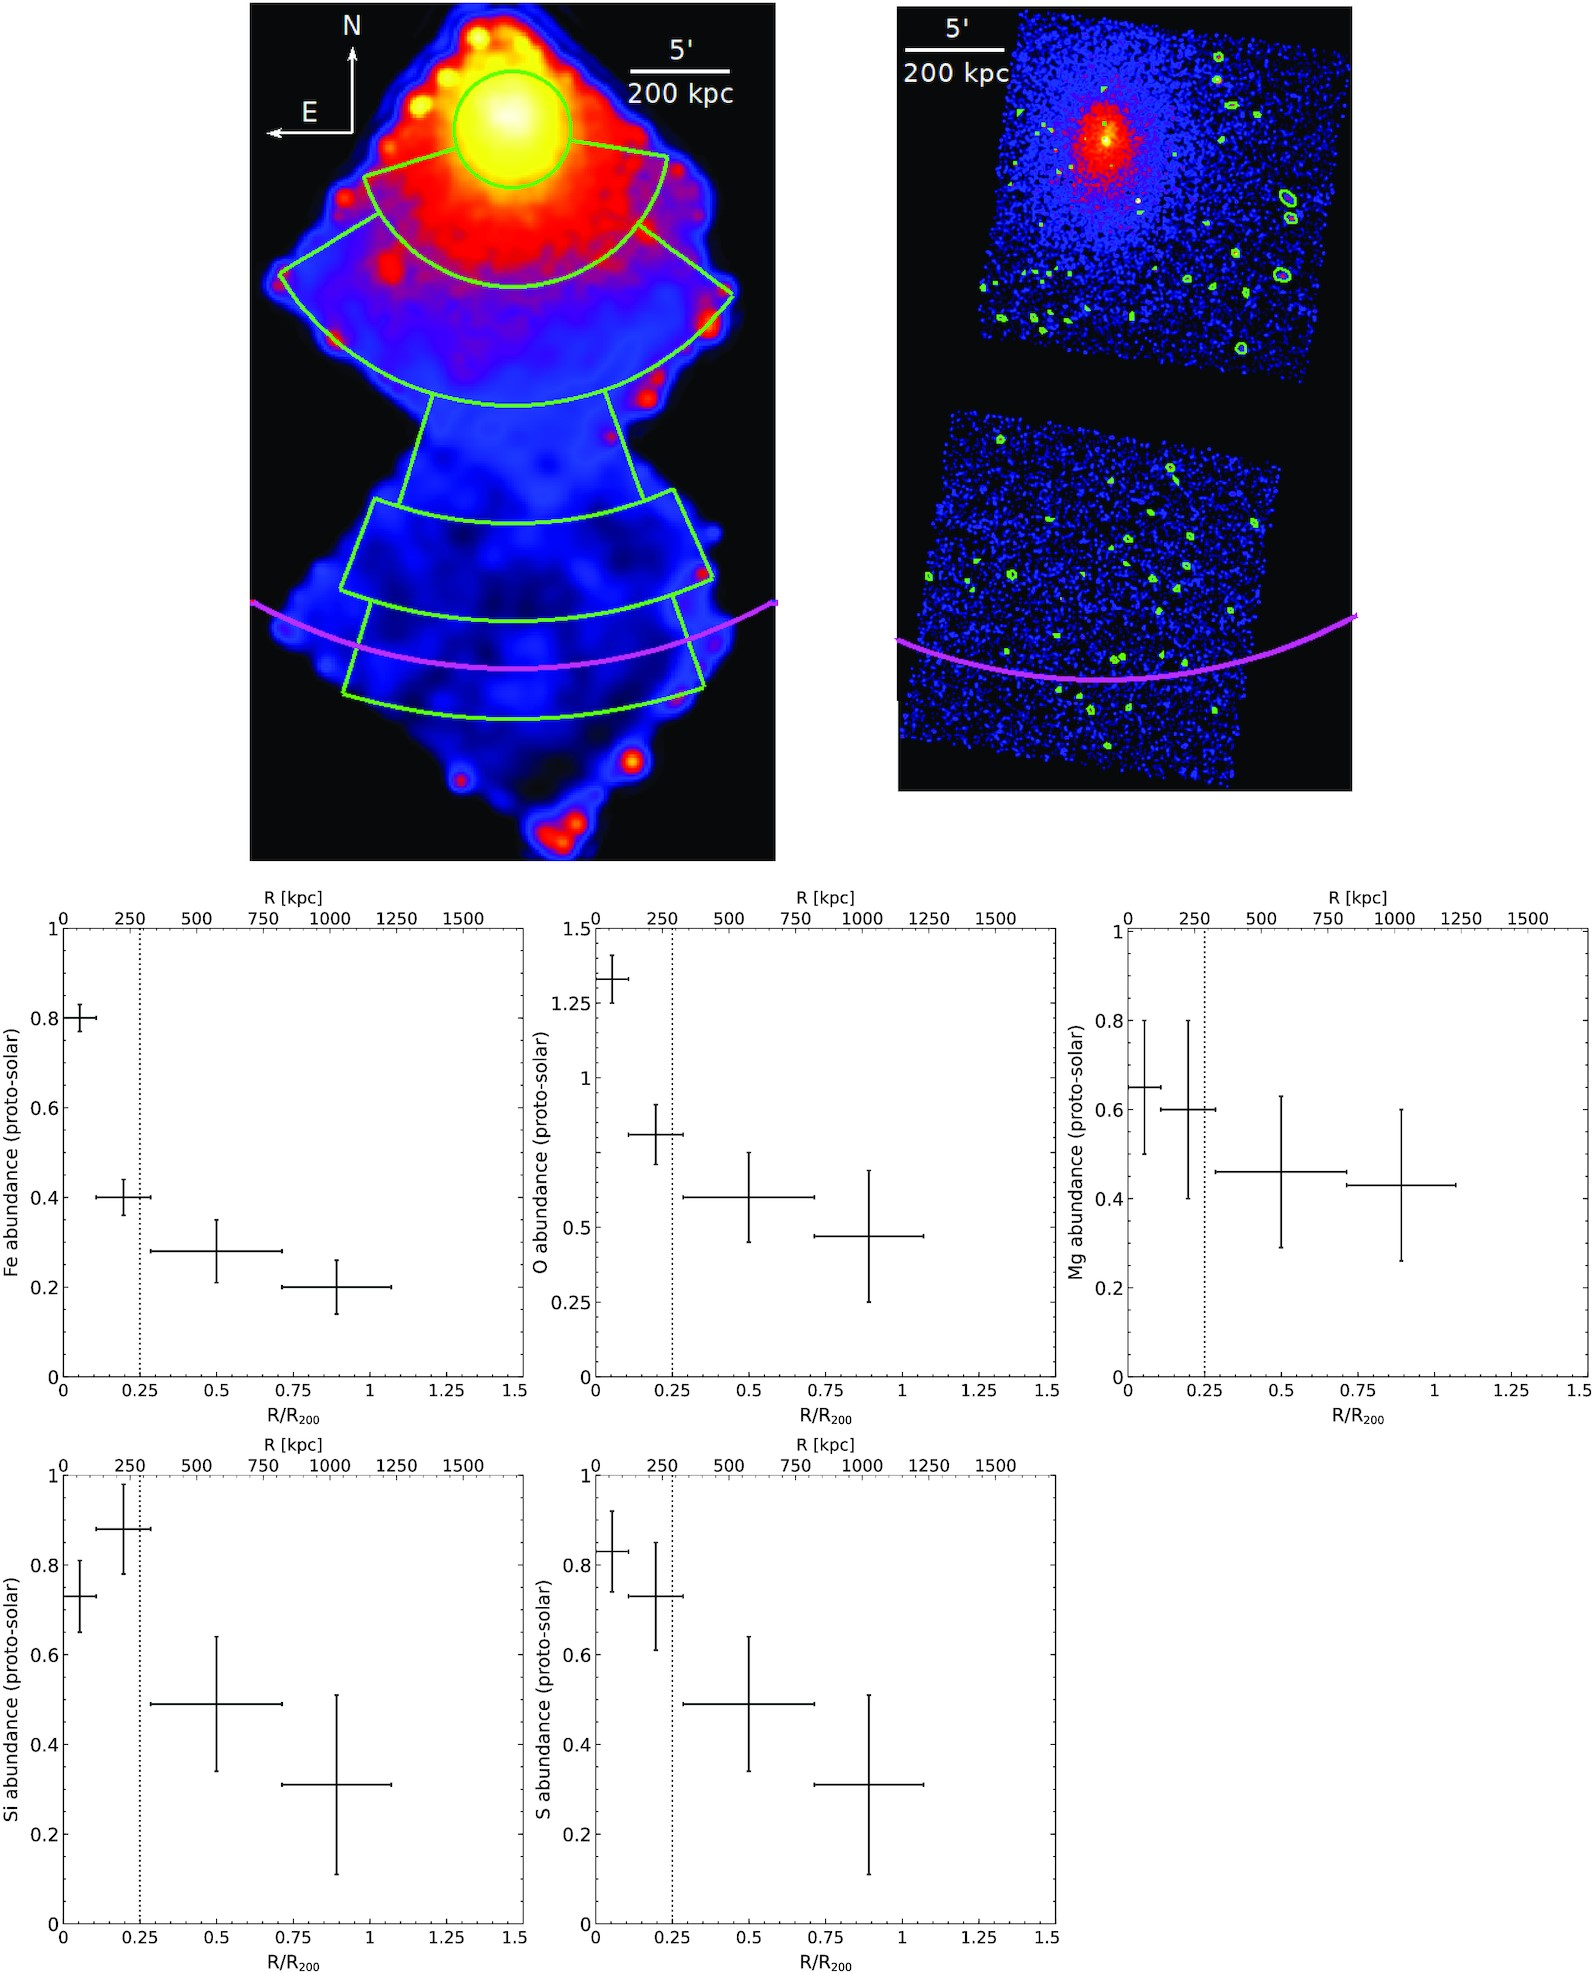 N
E
5'
200 kpc
5'
200 kpc
R [kpc]
0 250 500 750 1000 1250 1500
1
0.8
0.6
0.4
0.2
0
Fe abundance (proto-solar)
0 0.25 0.5 0.75 1 1.25 1.5
R/R200
R [kpc]
0 250 500 750 1000 1250 1500
1.5
1.25
1
0.5
0.25
0
O abundance (proto-solar)
0 0.25 0.5 0.75 1 1.25 1.5
R/R200
R [kpc]
0 250 500 750 1000 1250 1500
1
0.8
0.6
0.4
0.2
0
Mg abundance (proto-solar)
0 0.25 0.5 0.75 1 1.25 1.5
R/R200
R [kpc]
0 250 500 750 1000 1250 1500
1
0.8
0.6
0.4
0.2
0
Si abundance (proto-solar)
0 0.25 0.5 0.75 1 1.25 1.5
R/R200
R [kpc]
0 250 500 750 1000 1250 1500
1
0.8
0.6
0.4
0.2
0
S abundance (proto-solar)
0 0.25 0.5 0.75 1 1.25 1.5
R/R200